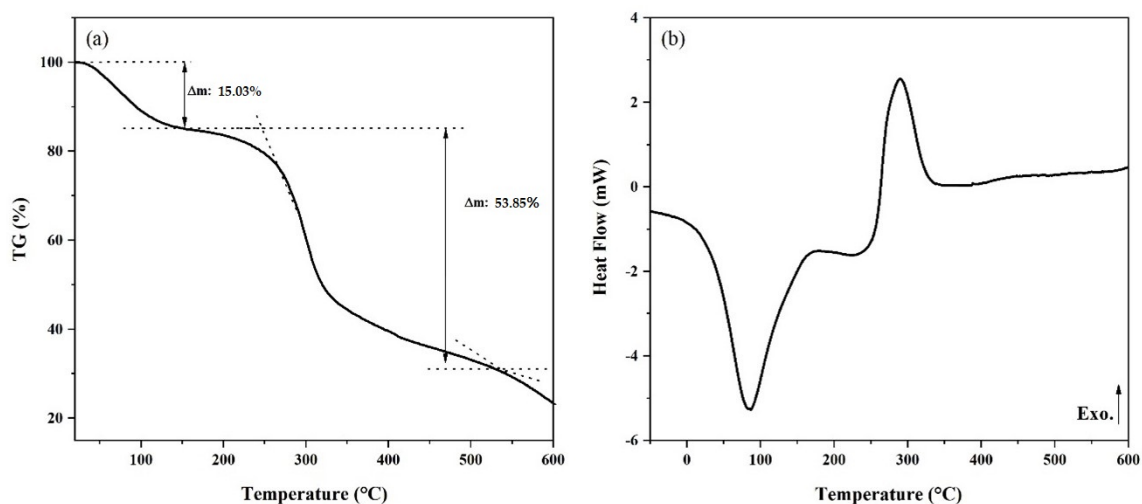 (a)
Δm: 15.03%
Δm: 53.85%
100
80
60
40
20
TG (%)
100
200
300
400
500
600
Temperature (°C)
(b)
4
2
0
-2
-4
-6
Heat Flow (mW)
Exo.
0
100
200
300
400
500
600
Temperature (°C)